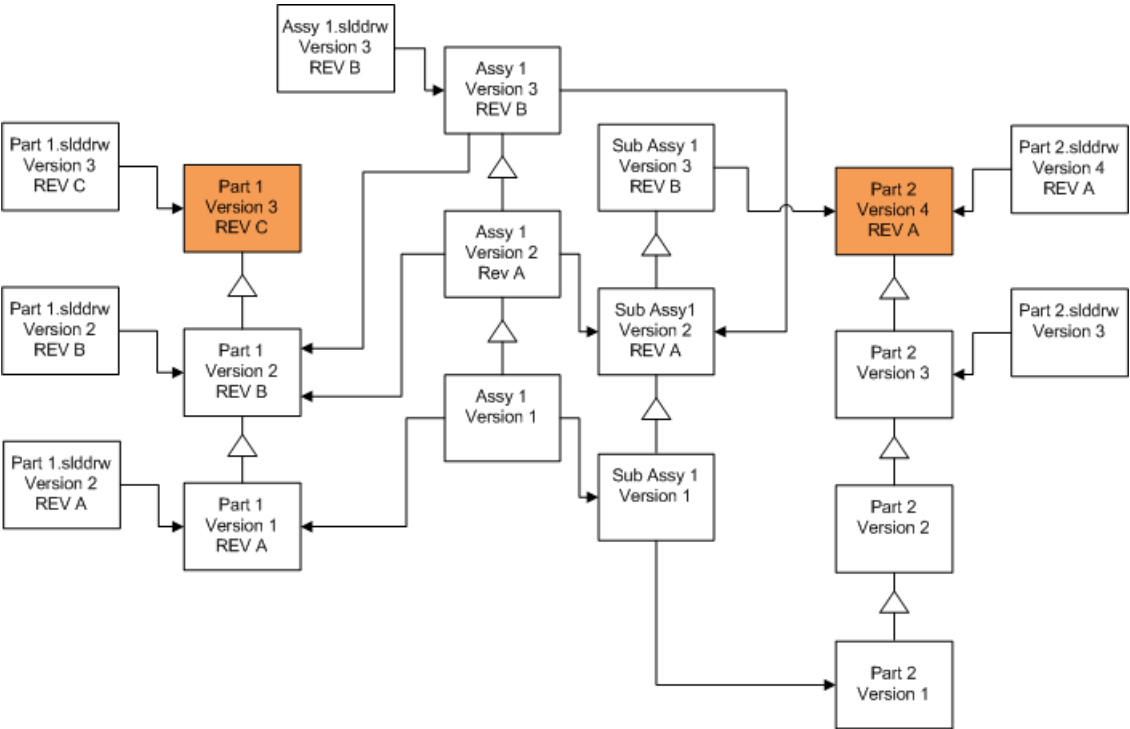 Assy 1.slddrw
Version 3
REV B
Assy 1
Version 3
REV B
Part 1.slddrw
Version 3
REV C
Part 1
Version 3
REV C
Sub Assy 1
Version 3
REV B
Part 2
Version 4
REV A
Part 2.slddrw
Version 4
REV A
Assy 1
Version 2
Rev A
Part 1.slddrw
Version 2
REV B
Part 1
Version 2
REV B
Sub Assy1
Version 2
REV A
Part 2
Version 3
Part 2.slddrw
Version 3
Assy 1
Version 1
Part 1.slddrw
Version 2
REV A
Part 1
Version 1
REV A
Sub Assy 1
Version 1
Part 2
Version 2
Part 2
Version 1